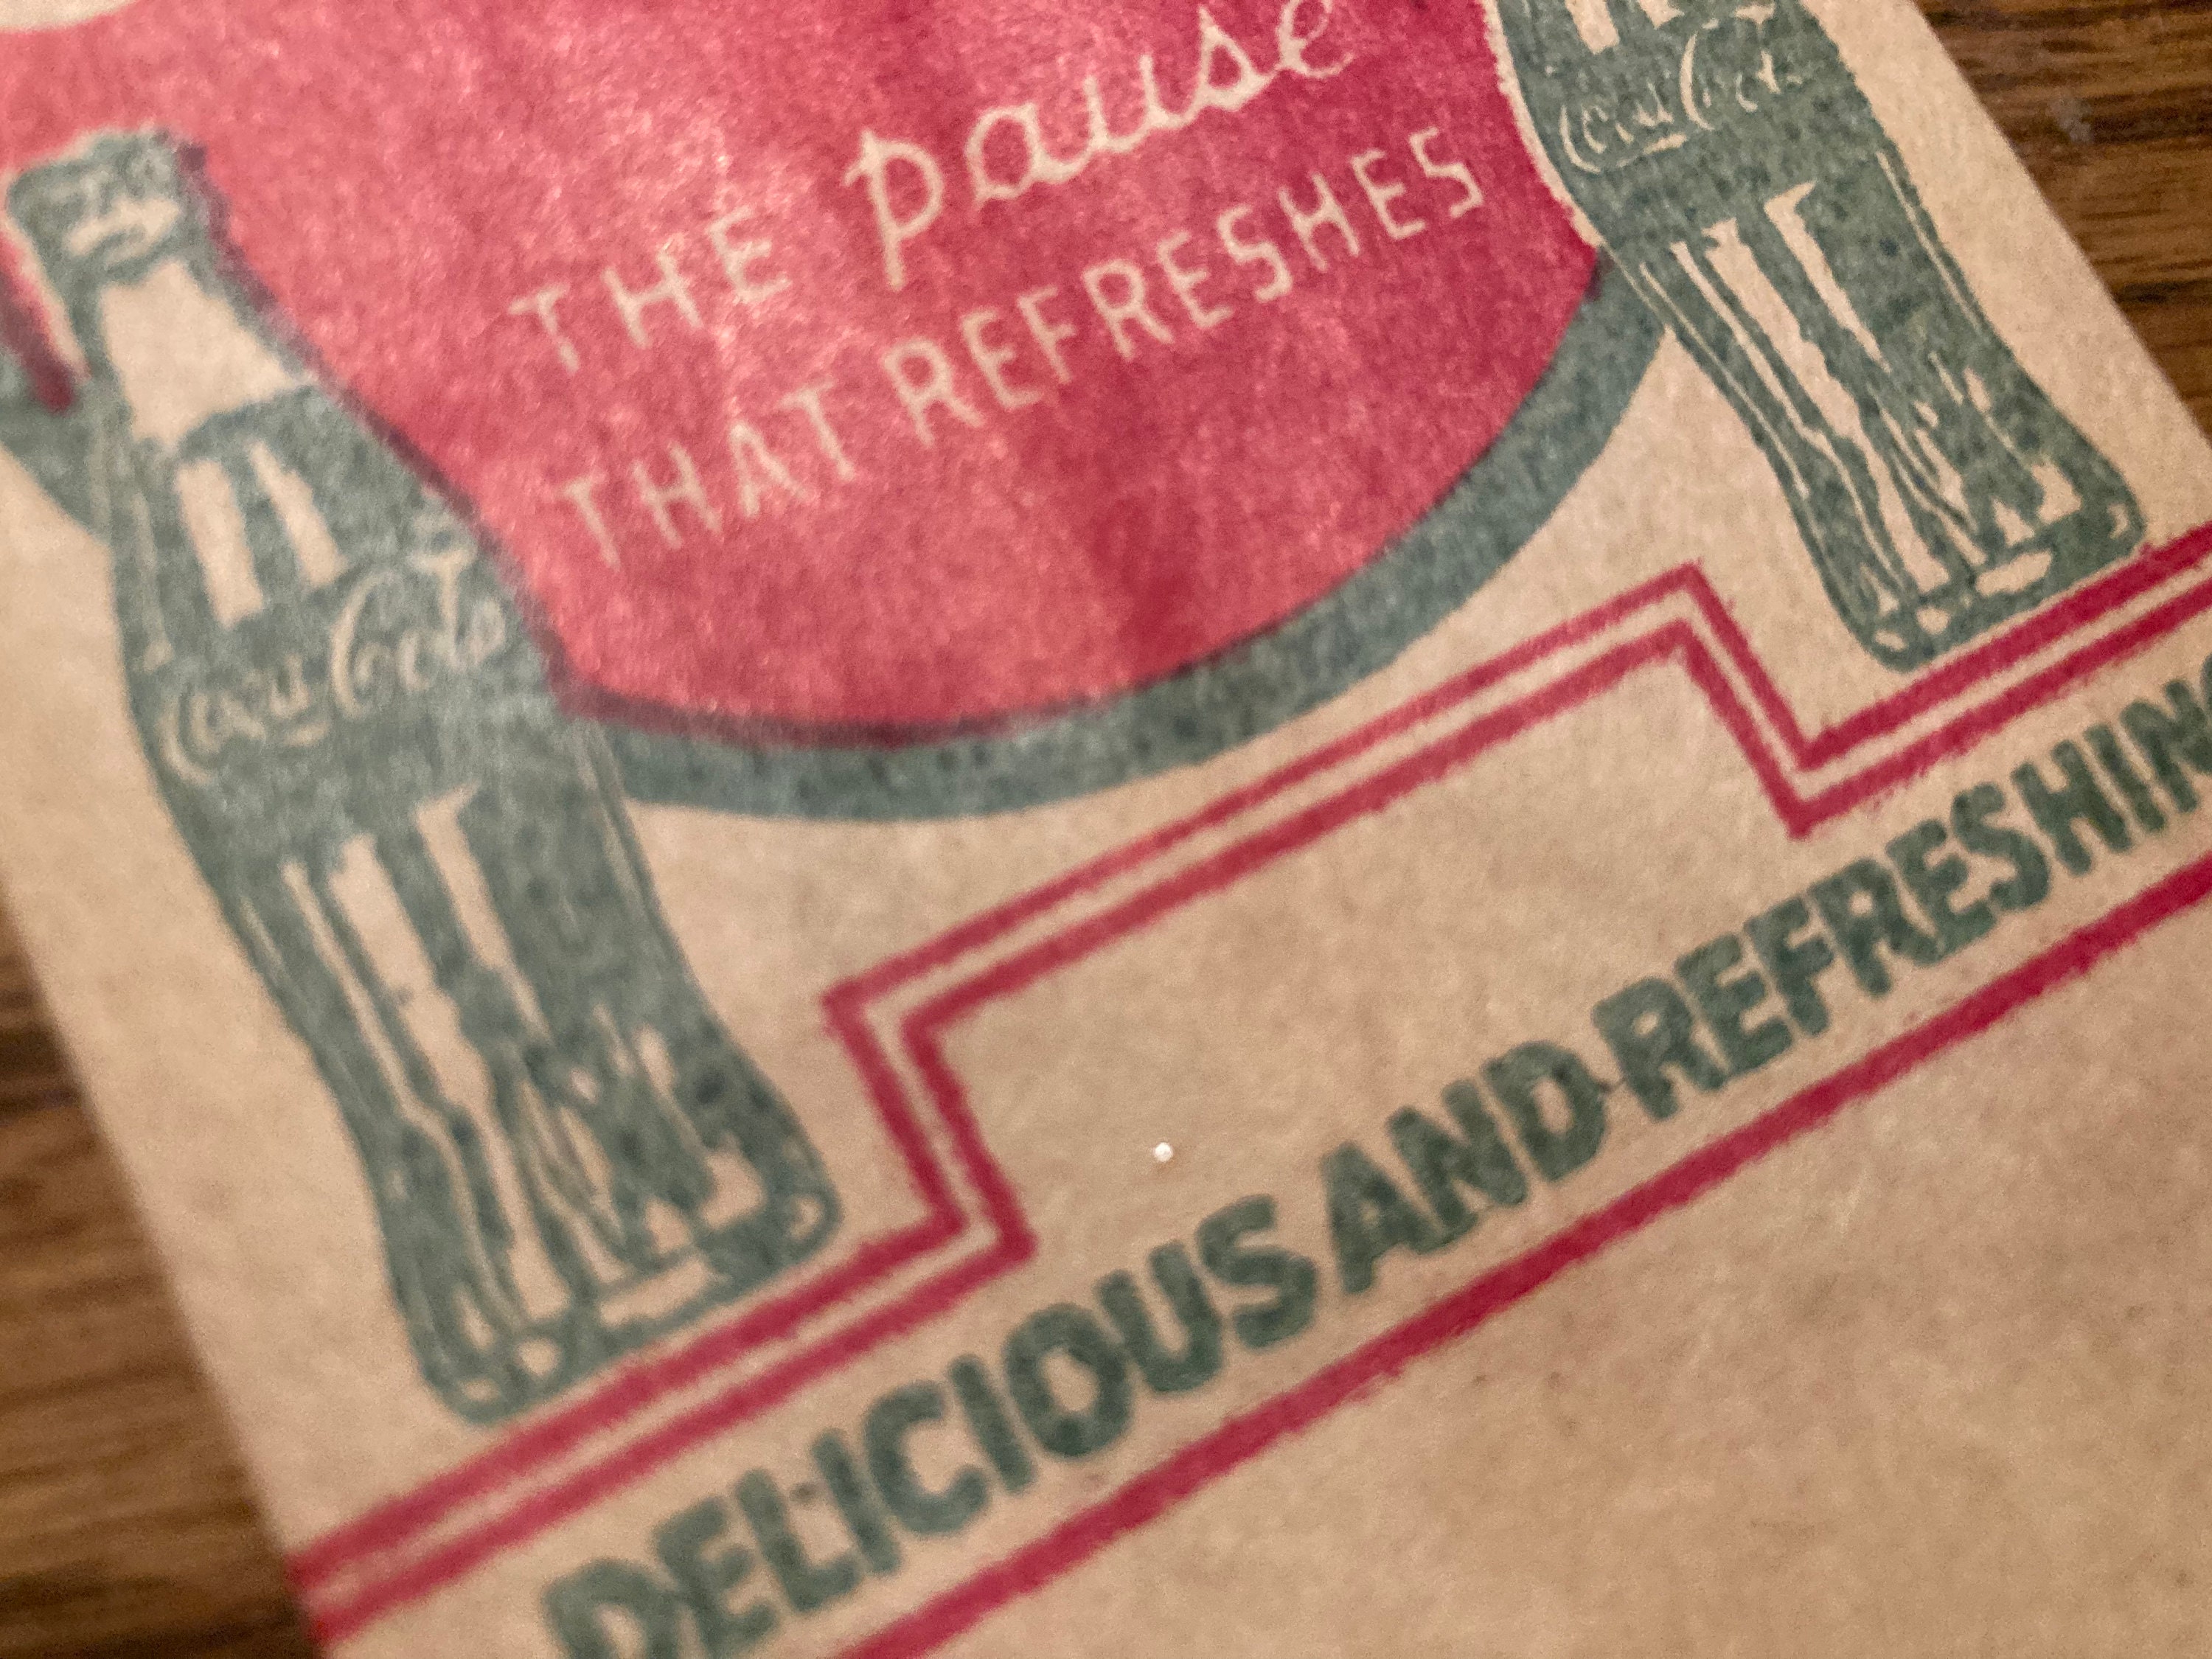 THE pause
THAT REFRESHES
Coca-Cola
Coca-Cola
DELICIOUS AND REFRESHING